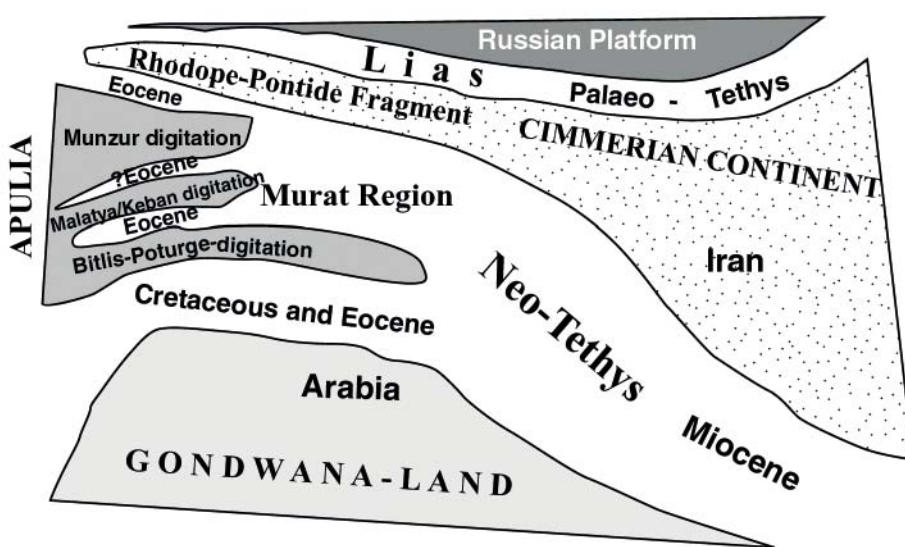 Russian Platform
Lias
Palaeo - Tethys
Rhodope-Pontide Fragment
CIMMERIAN CONTINENT
Iran
Eocene
APULIA
Munzur digitation
?Eocene
Malatya/Keban digitation
Murat Region
Eocene
Bitlis-Poturge-digitation
Neo-Tethys
Cretaceous and Eocene
Arabia
Miocene
GONDWANA-LAND